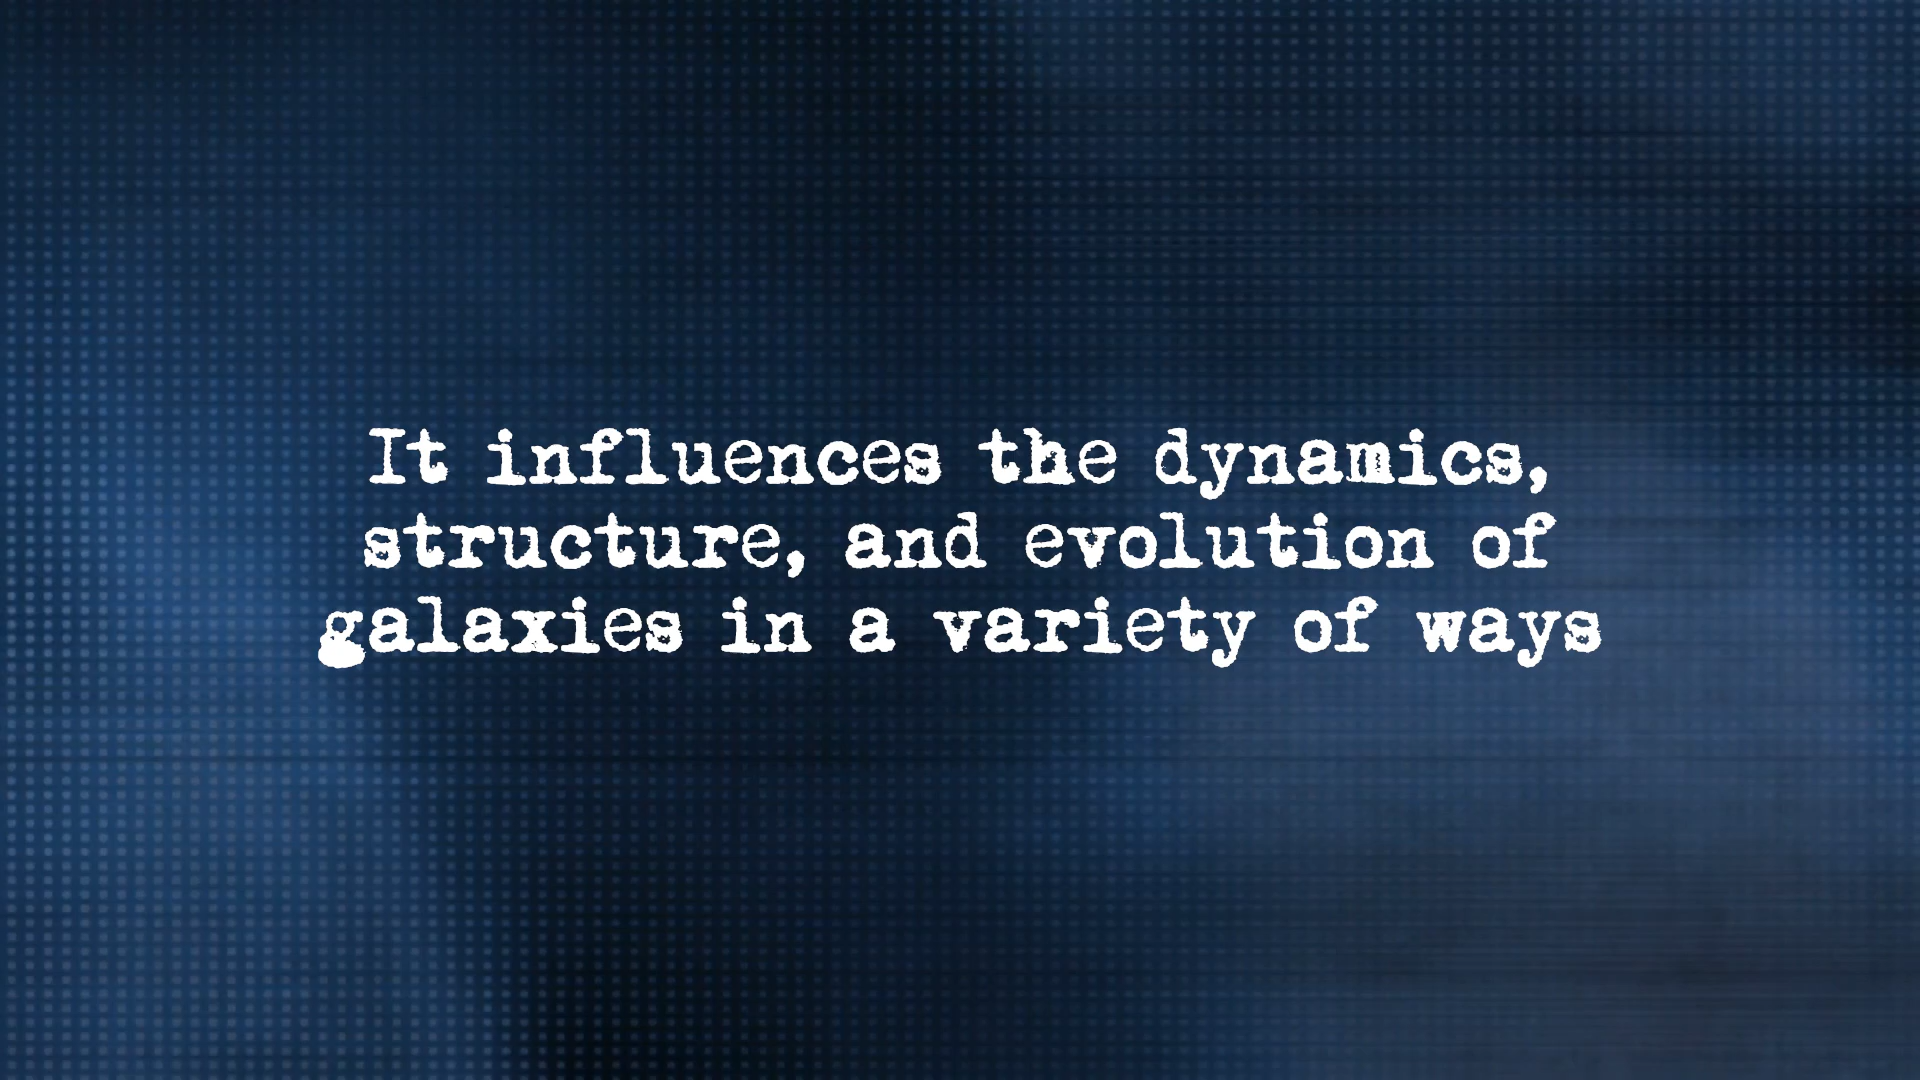 It influences the dynamics,
structure, and evolution of
galaxies in a variety of ways